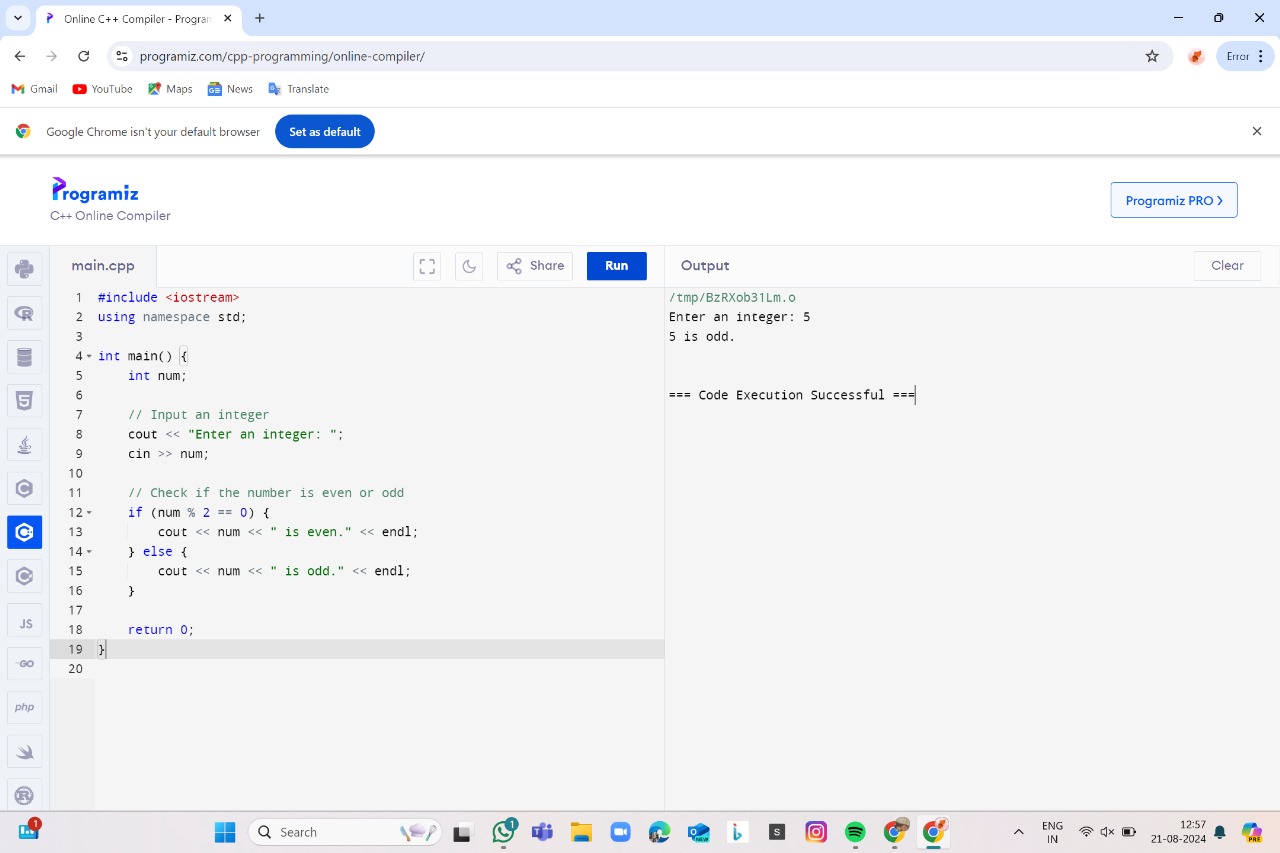 Online C++ Compiler - Program
programiz.com/cpp-programming/online-compiler/
Error
Gmail
YouTube
Maps
News
Translate
Google Chrome isn't your default browser
Set as default
Programiz
C++ Online Compiler
Programiz PRO >
main.cpp
Share
Run
Output
Clear
1 #include <iostream>
2 using namespace std;
3
4 int main() {
5     int num;
6
7     // Input an integer
8     cout << "Enter an integer: ";
9     cin >> num;
10
11     // Check if the number is even or odd
12     if (num % 2 == 0) {
13         cout << num << " is even." << endl;
14     } else {
15         cout << num << " is odd." << endl;
16     }
17
18     return 0;
19 }
20
/tmp/BzRXob31Lm.o
Enter an integer: 5
5 is odd.
=== Code Execution Successful ===
JS
GO
php
1
Search
1
NEW
S
ENG
IN
12:57
21-08-2024
PRE